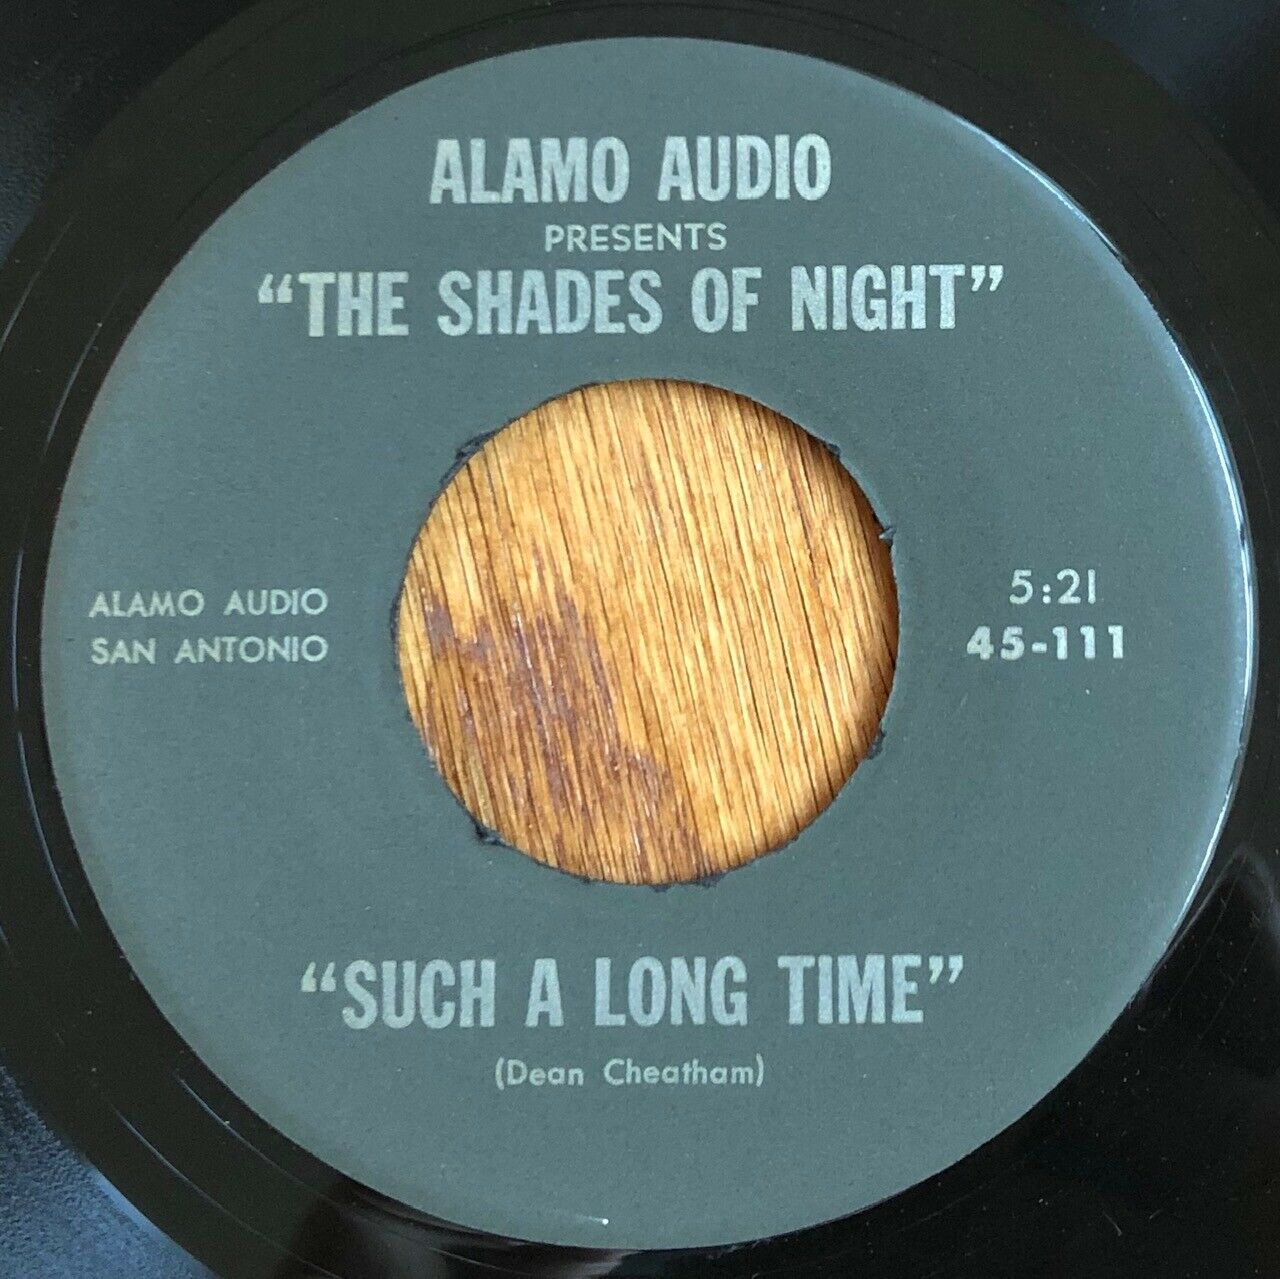 ALAMO AUDIO
PRESENTS
“THE SHADES OF NIGHT”
ALAMO AUDIO
SAN ANTONIO
5:21
45-111
“SUCH A LONG TIME”
(Dean Cheatham)